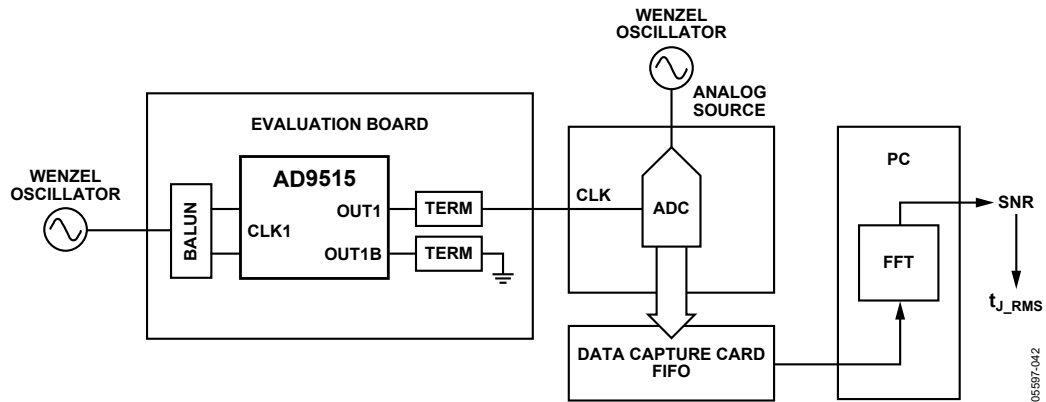 WENZEL
OSCILLATOR
ANALOG
SOURCE
EVALUATION BOARD
PC
WENZEL
OSCILLATOR
BALUN
AD9515
CLK1
OUT1
OUT1B
TERM
TERM
CLK
ADC
FFT
SNR
tJ_RMS
DATA CAPTURE CARD
FIFO
05597-042